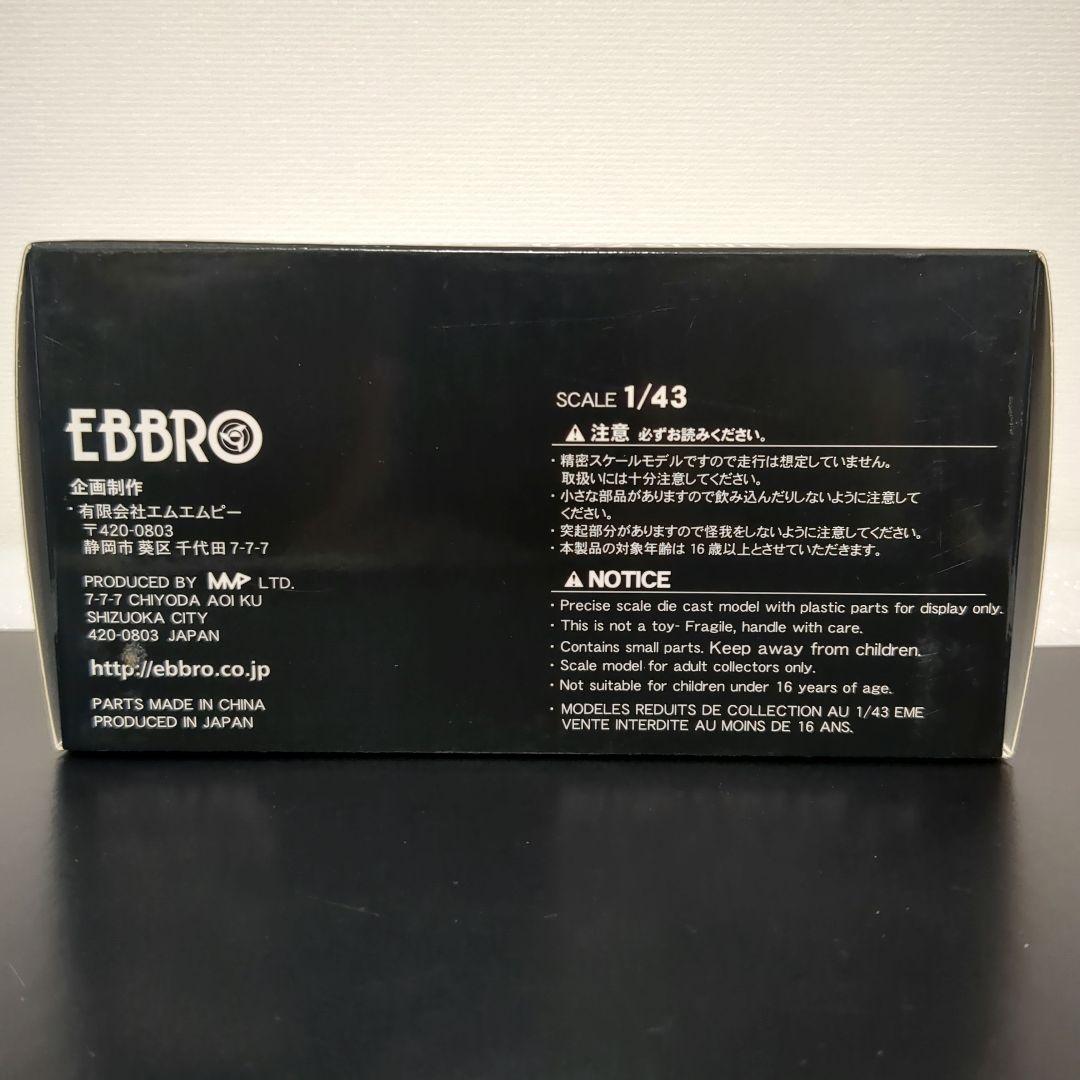 EBBRO
企画制作
有限会社エムエムピー
〒420-0803
静岡市 葵区 千代田 7-7-7
PRODUCED BY MMP LTD.
7-7-7 CHIYODA AOI KU
SHIZUOKA CITY
420-0803 JAPAN
http://ebbro.co.jp
PARTS MADE IN CHINA
PRODUCED IN JAPAN
SCALE 1/43
注意 必ずお読みください。
・精密スケールモデルですので走行は想定していません。
取扱いには十分注意してください。
・小さな部品がありますので飲み込んだりしないように注意して
ください。
・突起部分がありますので怪我をしないように注意してください。
・本製品の対象年齢は 16 歳以上とさせていただきます。
NOTICE
・Precise scale die cast model with plastic parts for display only.
・This is not a toy- Fragile, handle with care.
・Contains small parts. Keep away from children.
・Scale model for adult collectors only.
・Not suitable for children under 16 years of age.
・MODELES REDUITS DE COLLECTION AU 1/43 EME
VENTE INTERDITE AU MOINS DE 16 ANS.